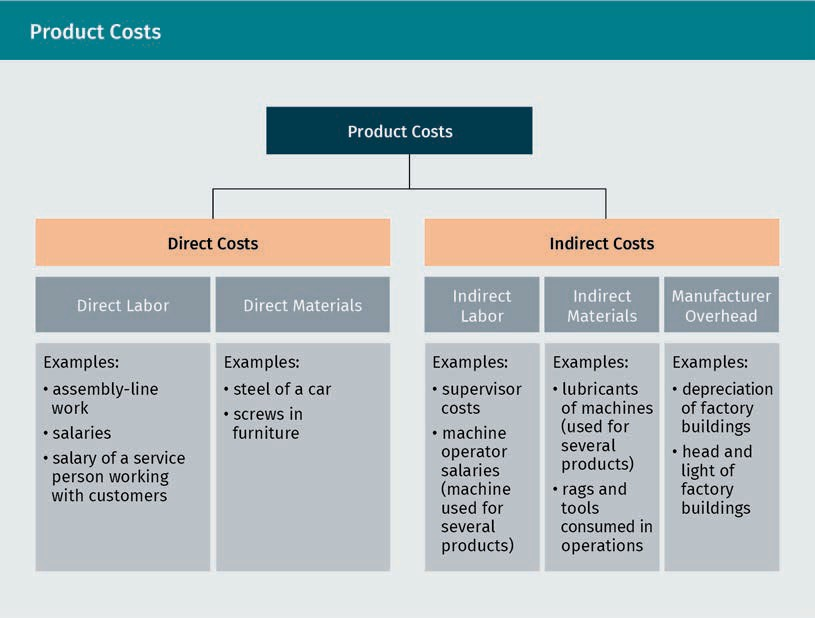 Product Costs
Product Costs
Direct Costs
Direct Labor
Direct Materials
Examples:
• assembly-line
work
• salaries
• salary of a service
person working
with customers
Examples:
• steel of a car
• screws in
furniture
Indirect Costs
Indirect
Labor
Indirect
Materials
Manufacturer
Overhead
Examples:
• supervisor
costs
• machine
operator
salaries
(machine
used for
several
products)
Examples:
• lubricants
of machines
(used for
several
products)
• rags and
tools
consumed in
operations
Examples:
• depreciation
of factory
buildings
• head and
light of
factory
buildings